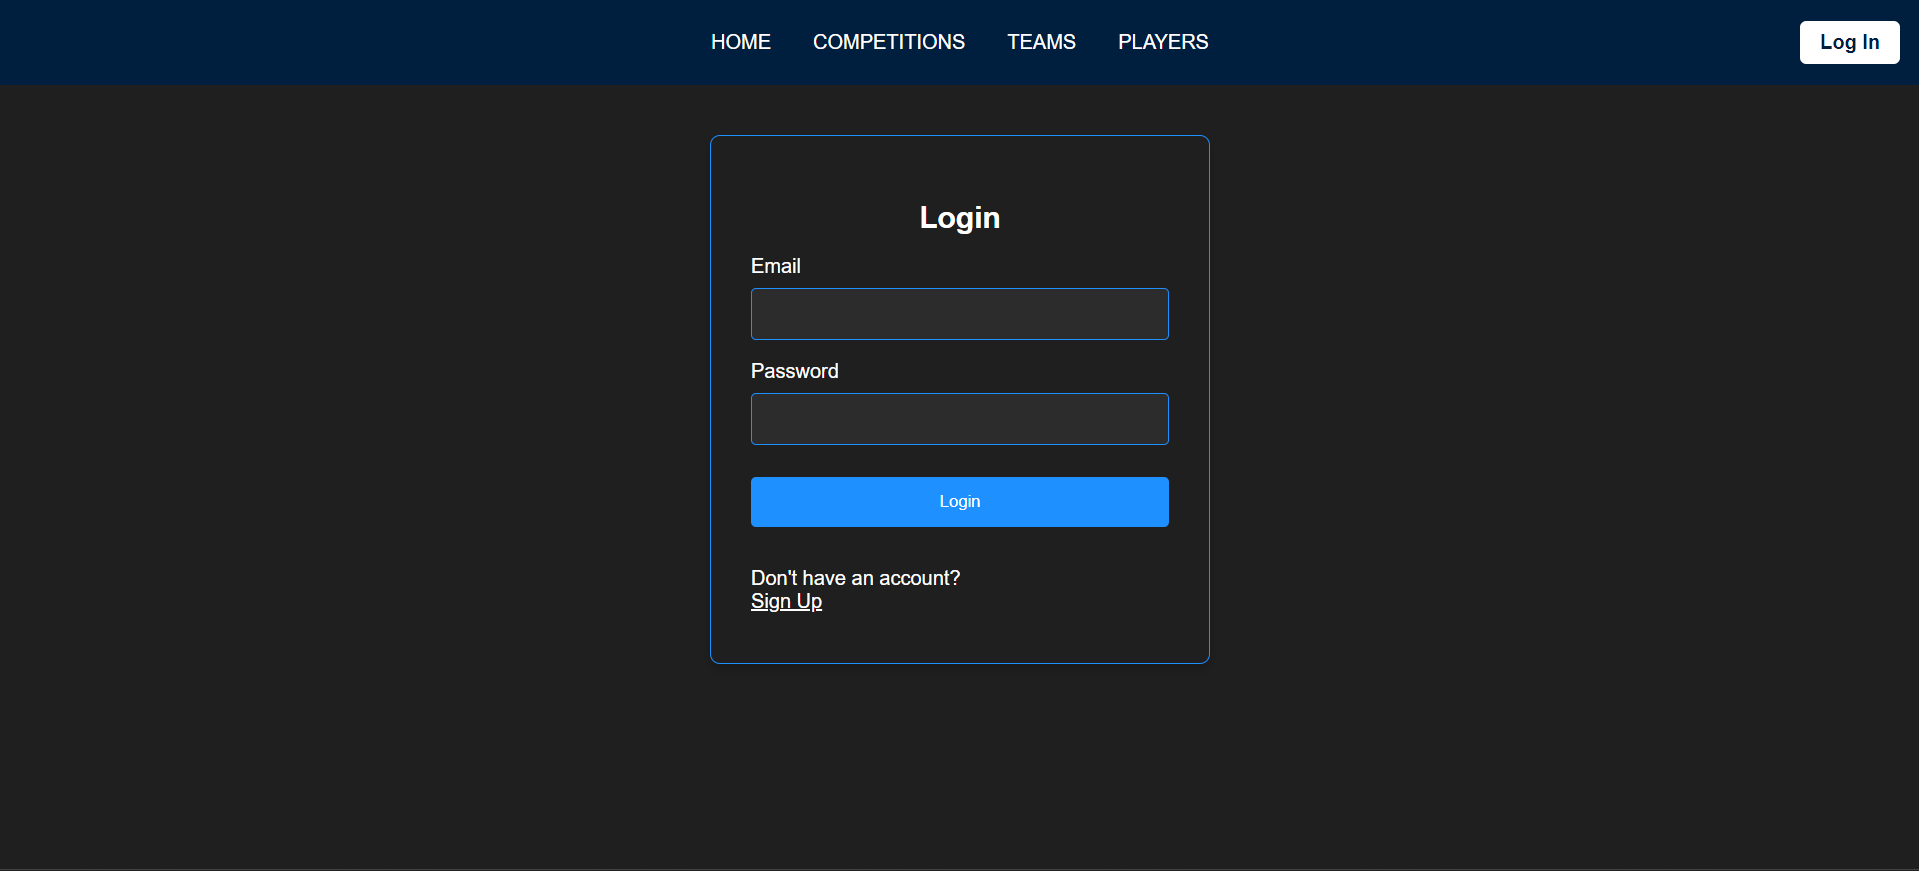 HOME COMPETITIONS TEAMS PLAYERS Log In
Login
Email
Password
Login
Don't have an account?
Sign Up